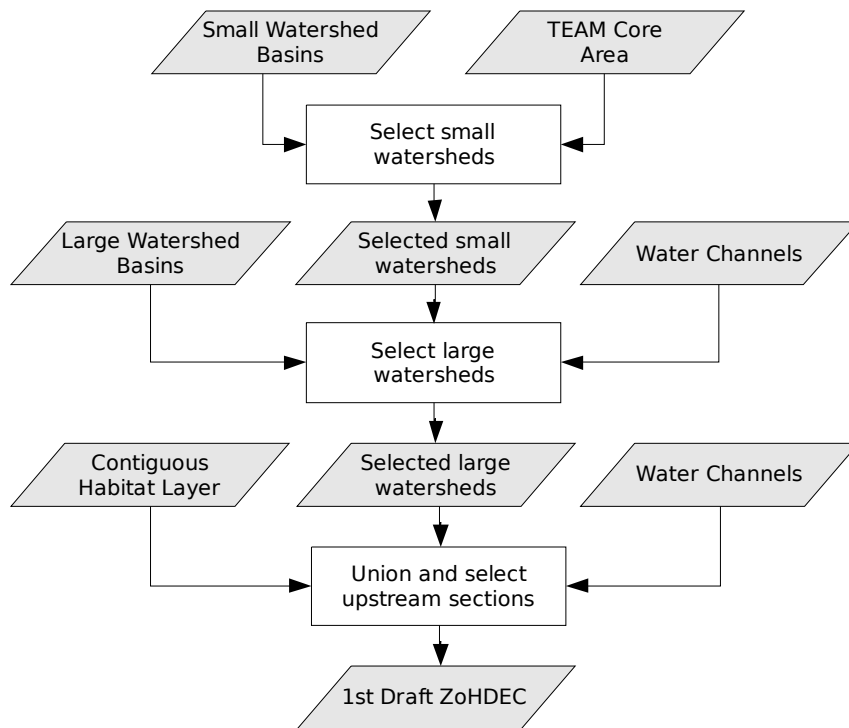 Small Watershed
Basins
TEAM Core
Area
Select small
watersheds
Large Watershed
Basins
Selected small
watersheds
Water Channels
Select large
watersheds
Contiguous
Habitat Layer
Selected large
watersheds
Water Channels
Union and select
upstream sections
1st Draft ZoHDEC